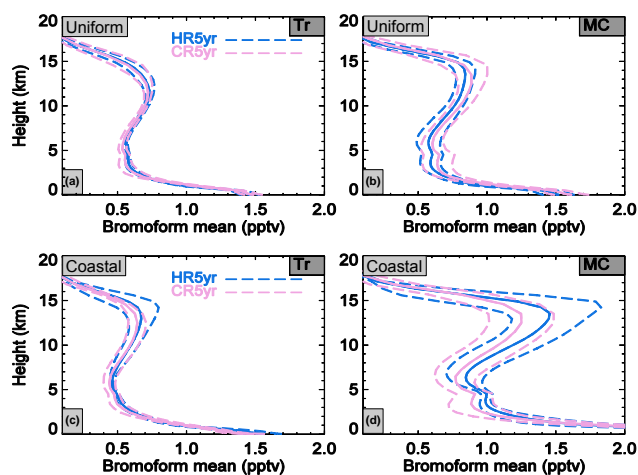 Uniform Tr
HR5yr
CR5yr
Height (km)
20
15
10
5
0
(a)
0.5 1.0 1.5 2.0
Bromoform mean (pptv)
Uniform MC
20
15
10
5
0
(b)
0.5 1.0 1.5 2.0
Bromoform mean (pptv)
Coastal Tr
HR5yr
CR5yr
Height (km)
20
15
10
5
0
(c)
0.5 1.0 1.5 2.0
Bromoform mean (pptv)
Coastal MC
20
15
10
5
0
(d)
0.5 1.0 1.5 2.0
Bromoform mean (pptv)